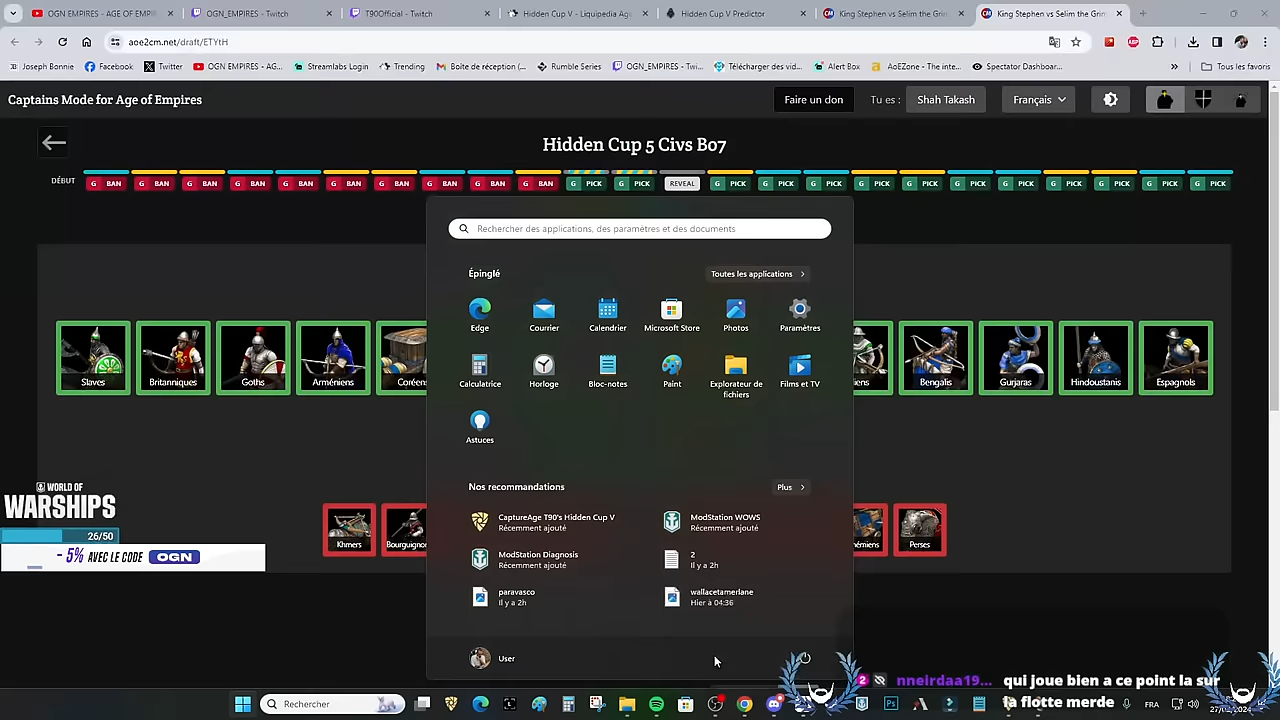 OGN EMPIRES - AGE OF EMPI
OGN_EMPIRES - Twitch
T90Official - Twitch
Hidden Cup V - Liquipedia Ag
Hidden Cup V Predictor
King Stephen vs Selim the Grin
King Stephen vs Selim the Grim
aoe2cm.net/draft/ETYtH
Joseph Bonnie
Facebook
Twitter
OGN EMPIRES - AG...
Streamlabs Login
Trending
Boîte de réception (...
Rumble Series
OGN_EMPIRES - Twi...
Télécharger des vid...
Alert Box
AoEZone - The inte...
Spectator Dashboar...
Tous les favoris
Captains Mode for Age of Empires
Faire un don
Tu es :
Shah Takash
Français
Hidden Cup 5 Civs Bo7
DÉBUT
G BAN G BAN G BAN G BAN G BAN G BAN G BAN G BAN G BAN G BAN G PICK G PICK REVEAL G PICK G PICK G PICK G PICK G PICK G PICK G PICK G PICK G PICK G PICK G PICK
Rechercher des applications, des paramètres et des documents
Épinglé
Toutes les applications
Edge
Courrier
Calendrier
Microsoft Store
Photos
Paramètres
Calculatrice
Horloge
Bloc-notes
Paint
Explorateur de
fichiers
Films et TV
Astuces
Slaves
Britanniques
Goths
Arméniens
Coréens
iens
Bengalis
Gurjaras
Hindoustanis
Espagnols
Nos recommandations
Plus
CaptureAge T90's Hidden Cup V
Récemment ajouté
ModStation WOWS
Récemment ajouté
ModStation Diagnosis
Récemment ajouté
2
Il y a 2h
paravasco
Il y a 2h
wallacetamerlane
Hier à 04:36
WORLD OF
WARSHIPS
26/50
- 5% AVEC LE CODE OGN
Khmers
Bourguignon
émiens
Perses
User
2 nneirdaa19... qui joue bien a ce point la sur
la flotte merde
Rechercher
FRA